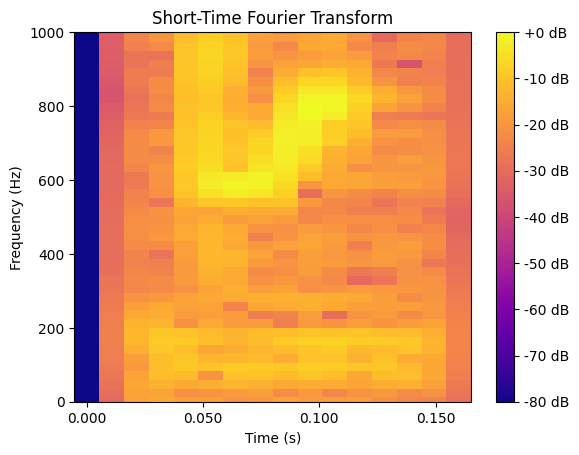 Short-Time Fourier Transform
1000
800
600
400
200
0
Frequency (Hz)
0.000
0.050
0.100
0.150
Time (s)
+0 dB
-10 dB
-20 dB
-30 dB
-40 dB
-50 dB
-60 dB
-70 dB
-80 dB